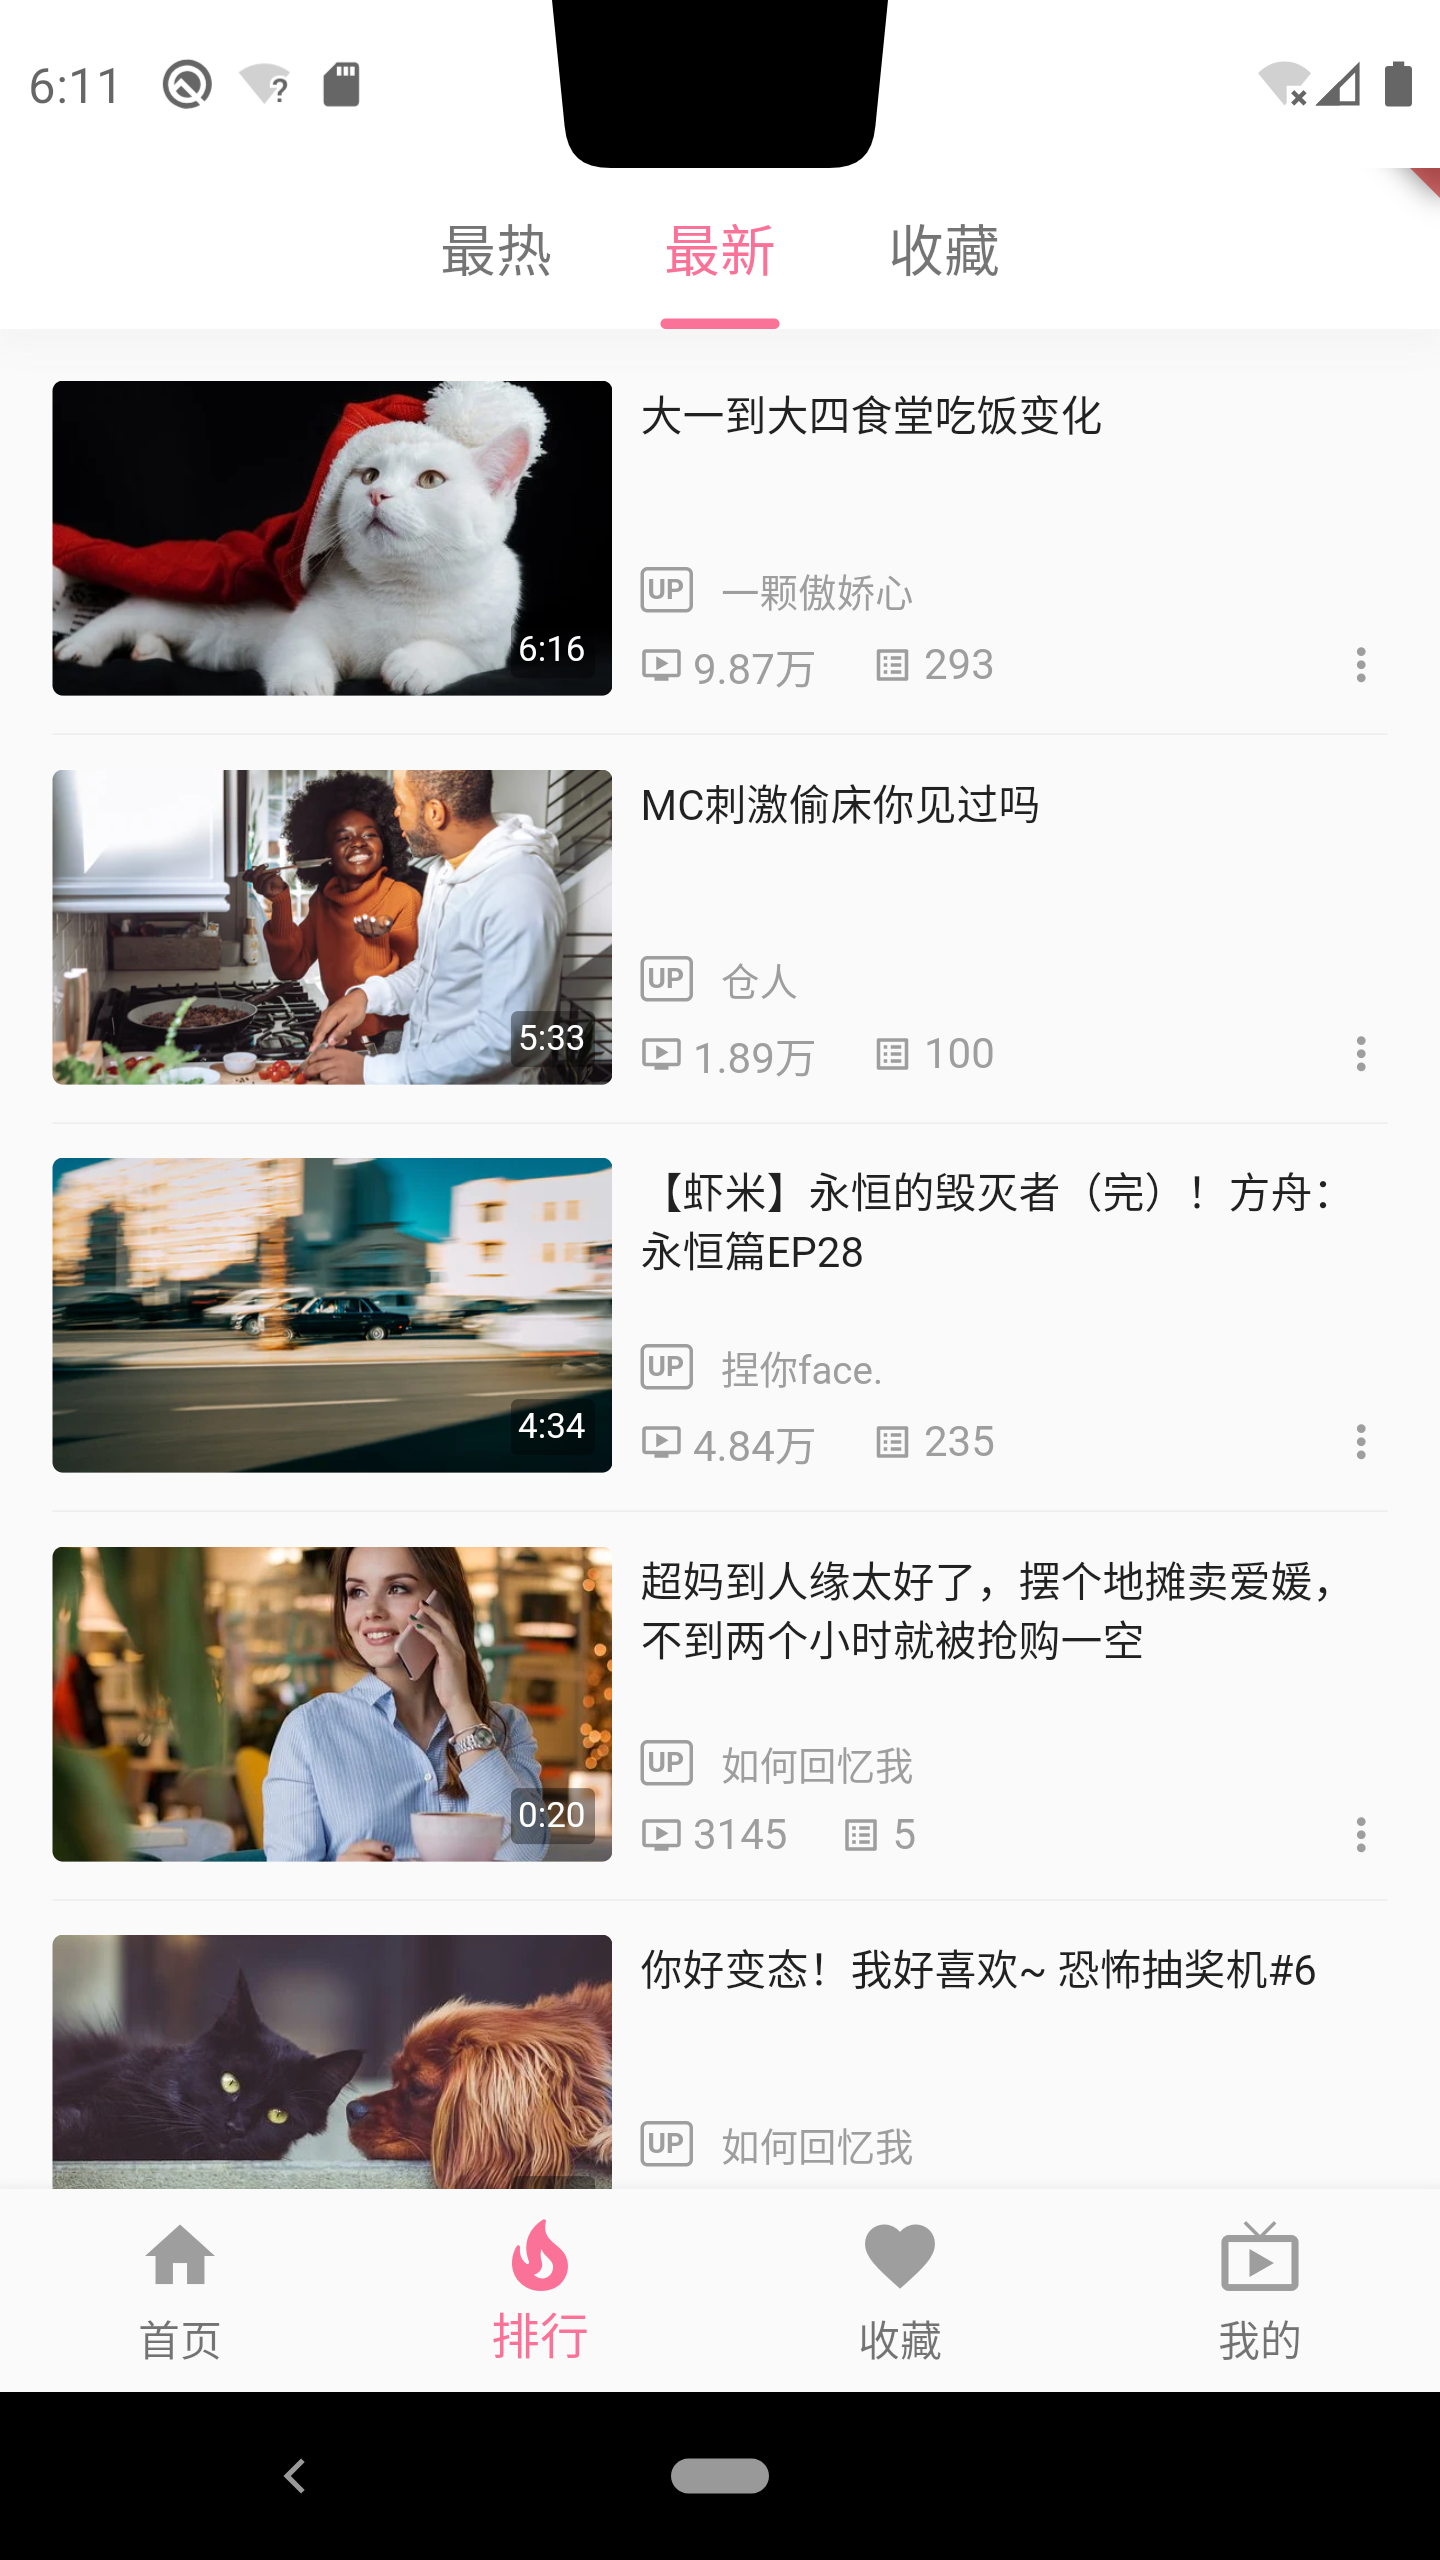 6:11
最热 最新 收藏
大一到大四食堂吃饭变化
UP 一颗傲娇心
6:16
9.87万 293
MC刺激偷床你见过吗
UP 仓人
5:33
1.89万 100
【虾米】永恒的毁灭者（完）！方舟：
永恒篇EP28
UP 捏你face.
4:34
4.84万 235
超妈到人缘太好了，摆个地摊卖爱媛，
不到两个小时就被抢购一空
UP 如何回忆我
0:20
3145 5
你好变态！我好喜欢~ 恐怖抽奖机#6
UP 如何回忆我
首页 排行 收藏 我的